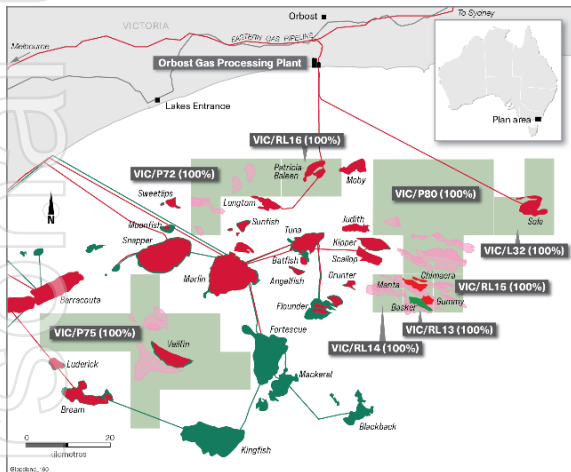 VICTORIA
Orbost
To Sydney
EASTERN GAS PIPELINE
Melbourne
Orbost Gas Processing Plant
Lakes Entrance
Plan area
VIC/RL16 (100%)
VIC/P72 (100%)
Patricia
Baleen
Moby
VIC/P80 (100%)
Sweetlips
Longtom
Sole
N
Moonfish
Sunfish
Judith
Snapper
Tuna
Kipper
VIC/L32 (100%)
Batfish
Scallop
Marlin
Angelfish
Grunter
Chimaera
Manta
VIC/RL15 (100%)
Barracouta
Flounder
Basket
Gummy
VIC/P75 (100%)
Fortescue
VIC/RL13 (100%)
VIC/RL14 (100%)
Valfin
Luderick
Mackerel
Bream
Blackback
Kingfish
0 20
kilometres